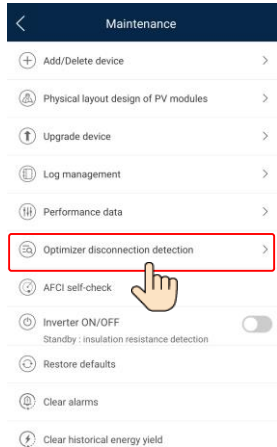 Maintenance
Add/Delete device
Physical layout design of PV modules
Upgrade device
Log management
Performance data
Optimizer disconnection detection
AFCI self-check
Inverter ON/OFF
Standby : insulation resistance detection
Restore defaults
Clear alarms
Clear historical energy yield